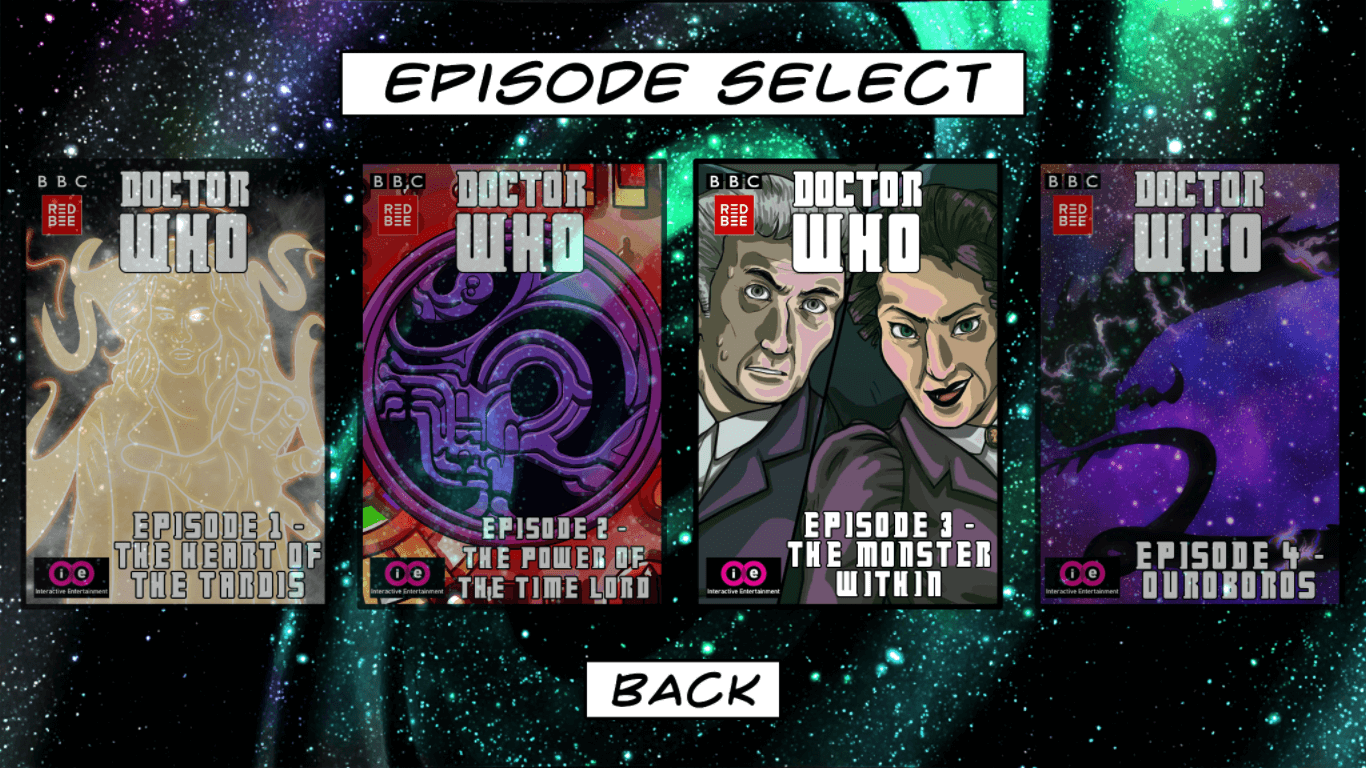 EPISODE SELECT
BBC
RED
BEE
DOCTOR
WHO
EPISODE 1 -
THE HEART OF
THE TARDIS
ie
Interactive Entertainment
BBC
RED
BEE
DOCTOR
WHO
EPISODE 2 -
THE POWER OF
THE TIME LORD
ie
Interactive Entertainment
BBC
RED
BEE
DOCTOR
WHO
EPISODE 3 -
THE MONSTER
WITHIN
ie
Interactive Entertainment
BBC
RED
BEE
DOCTOR
WHO
EPISODE 4 -
OUROBOROS
ie
Interactive Entertainment
BACK